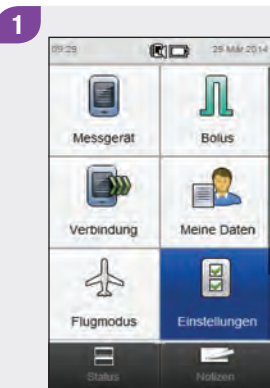 1
09:29 29 Mär 2014
Messgerät Bolus
Verbindung Meine Daten
Flugmodus Einstellungen
Status Notizen